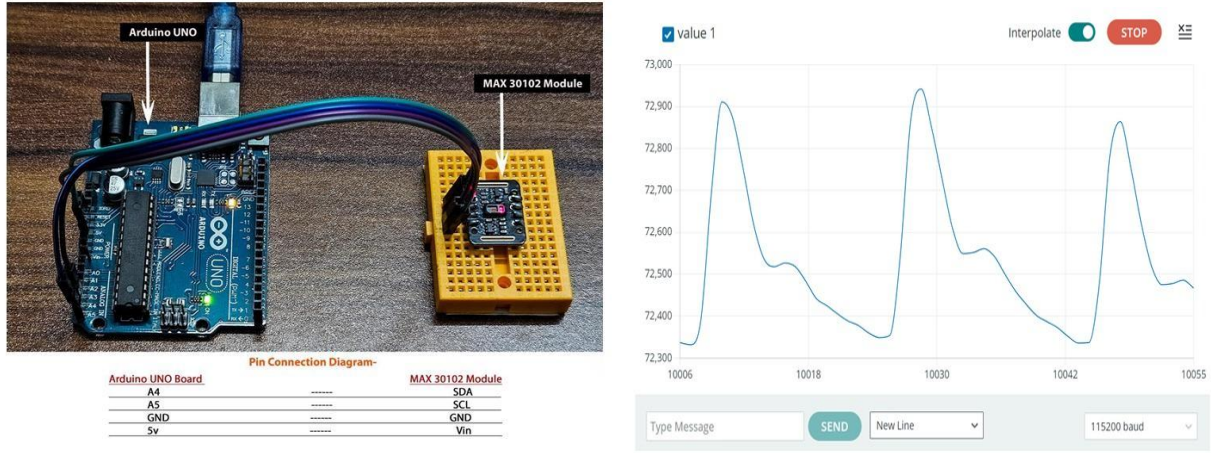 Arduino UNO
MAX 30102 Module
ARDUINO
UNO
Pin Connection Diagram-
Arduino UNO Board MAX 30102 Module
A4 ------ SDA
A5 ------ SCL
GND ------ GND
5v ------ Vin
value 1
Interpolate STOP
73,000
72,900
72,800
72,700
72,600
72,500
72,400
72,300
10006 10018 10030 10042 10055
Type Message SEND New Line 115200 baud